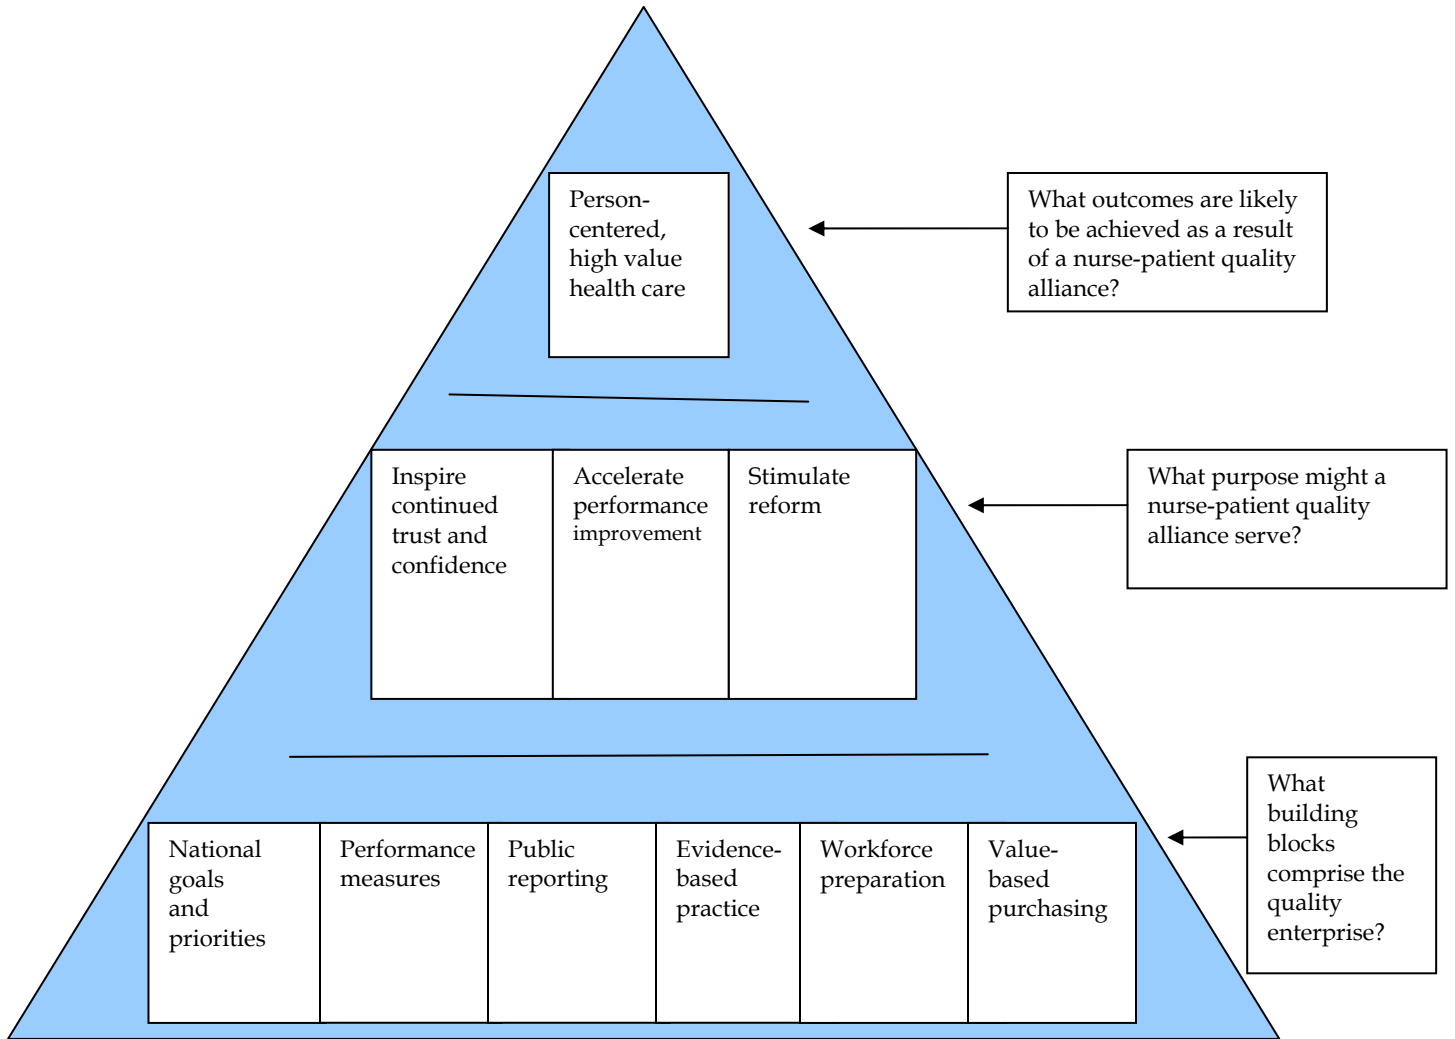 Person-
centered,
high value
health care
What outcomes are likely
to be achieved as a result
of a nurse-patient quality
alliance?
Inspire
continued
trust and
confidence
Accelerate
performance
improvement
Stimulate
reform
What purpose might a
nurse-patient quality
alliance serve?
National
goals
and
priorities
Performance
measures
Public
reporting
Evidence-
based
practice
Workforce
preparation
Value-
based
purchasing
What
building
blocks
comprise the
quality
enterprise?